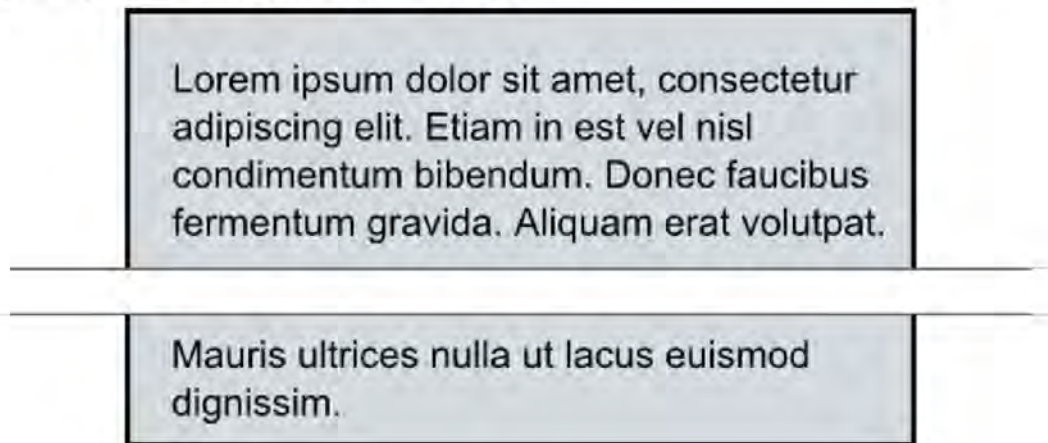 Lorem ipsum dolor sit amet, consectetur
adipiscing elit. Etiam in est vel nisl
condimentum bibendum. Donec faucibus
fermentum gravida. Aliquam erat volutpat.
Mauris ultrices nulla ut lacus euismod
dignissim.